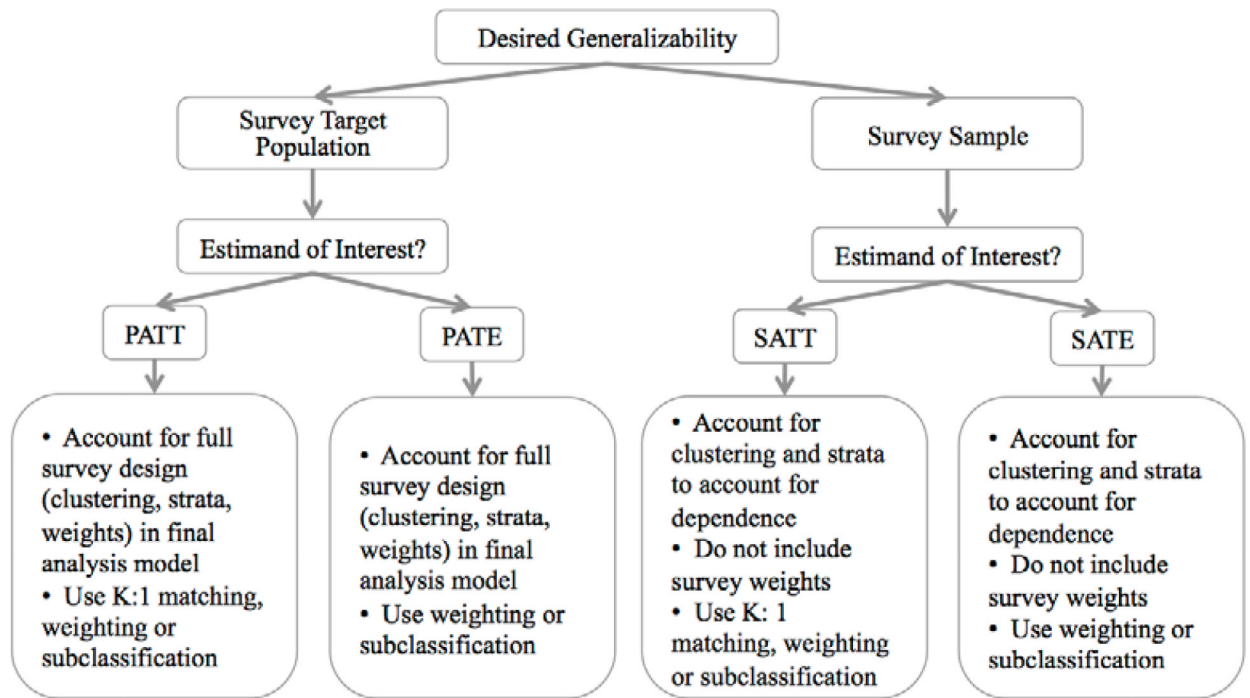 Desired Generalizability
Survey Target
Population
Survey Sample
Estimand of Interest?
Estimand of Interest?
PATT
PATE
SATT
SATE
• Account for full
survey design
(clustering, strata,
weights) in final
analysis model
• Use K:1 matching,
weighting or
subclassification
• Account for full
survey design
(clustering, strata,
weights) in final
analysis model
• Use weighting or
subclassification
• Account for
clustering and strata
to account for
dependence
• Do not include
survey weights
• Use K: 1
matching, weighting
or subclassification
• Account for
clustering and strata
to account for
dependence
• Do not include
survey weights
• Use weighting or
subclassification